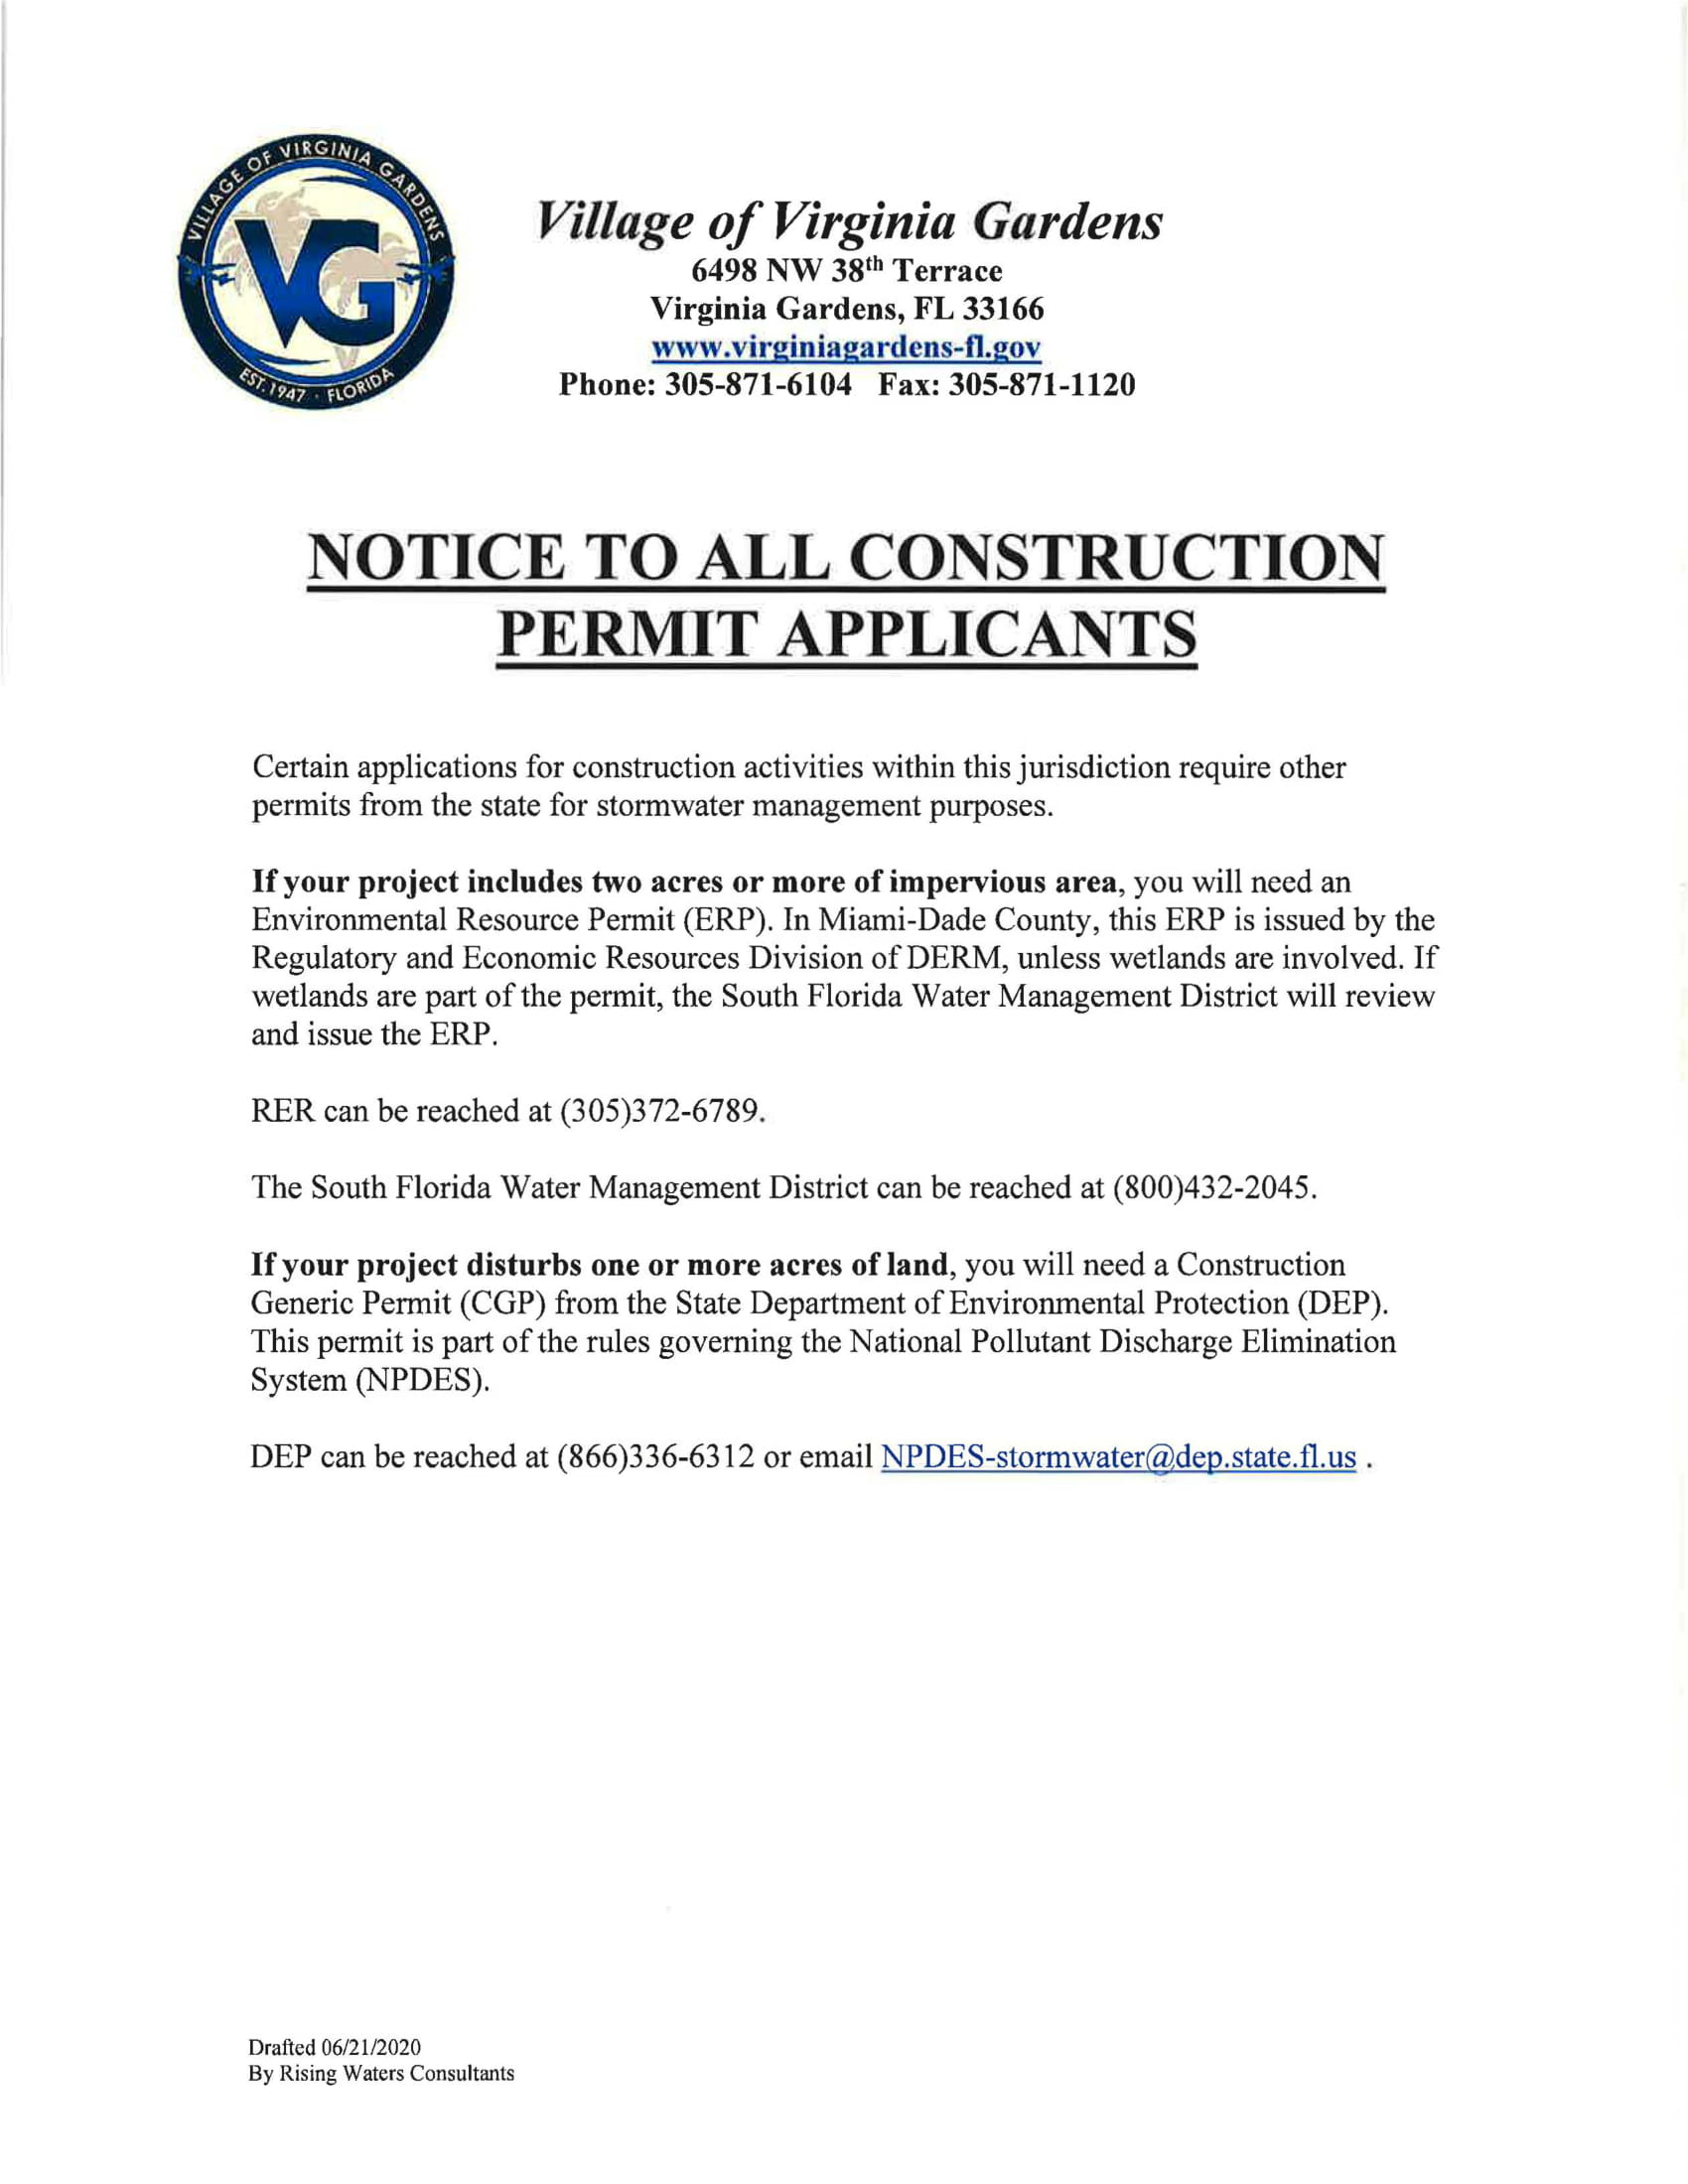 VILLAGE OF VIRGINIA GARDENS
VG
EST. 1947 · FLORIDA
Village of Virginia Gardens
6498 NW 38th Terrace
Virginia Gardens, FL 33166
www.virginiagardens-fl.gov
Phone: 305-871-6104 Fax: 305-871-1120
NOTICE TO ALL CONSTRUCTION
PERMIT APPLICANTS
Certain applications for construction activities within this jurisdiction require other
permits from the state for stormwater management purposes.
If your project includes two acres or more of impervious area, you will need an
Environmental Resource Permit (ERP). In Miami-Dade County, this ERP is issued by the
Regulatory and Economic Resources Division of DERM, unless wetlands are involved. If
wetlands are part of the permit, the South Florida Water Management District will review
and issue the ERP.
RER can be reached at (305)372-6789.
The South Florida Water Management District can be reached at (800)432-2045.
If your project disturbs one or more acres of land, you will need a Construction
Generic Permit (CGP) from the State Department of Environmental Protection (DEP).
This permit is part of the rules governing the National Pollutant Discharge Elimination
System (NPDES).
DEP can be reached at (866)336-6312 or email NPDES-stormwater@dep.state.fl.us .
Drafted 06/21/2020
By Rising Waters Consultants